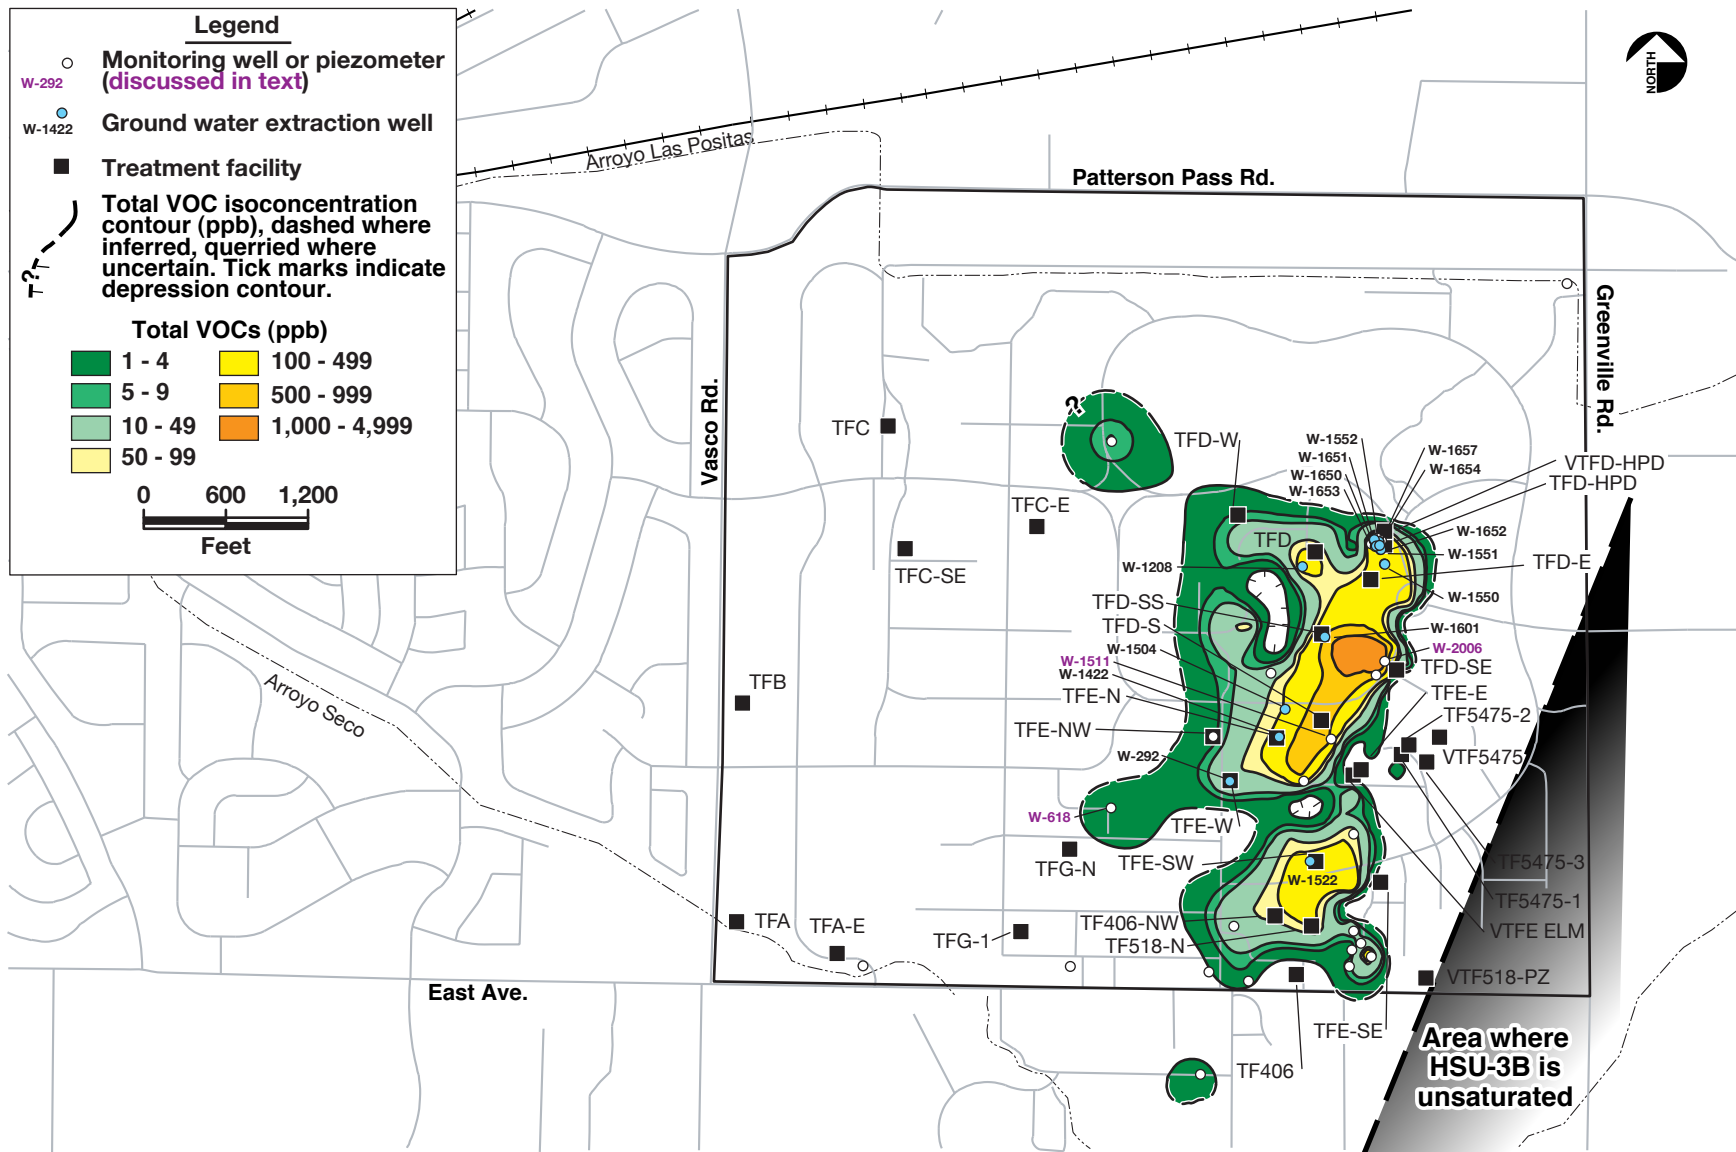 Legend
Monitoring well or piezometer
W-292
(discussed in text)
W-1422
Ground water extraction well
Treatment facility
Total VOC isoconcentration
contour (ppb), dashed where
inferred, querried where
uncertain. Tick marks indicate
depression contour.
?
Total VOCs (ppb)
1 - 4
100 - 499
5 - 9
500 - 999
10 - 49
1,000 - 4,999
50 - 99
0 600 1,200
Feet
NORTH
Arroyo Las Positas
Patterson Pass Rd.
Greenville Rd.
Vasco Rd.
East Ave.
Arroyo Seco
?
TFC
TFC-E
TFC-SE
TFB
TFA
TFA-E
TFG-1
TFG-N
TFD-W
W-1552
W-1651
W-1650
W-1653
W-1657
W-1654
VTFD-HPD
TFD-HPD
W-1652
W-1551
TFD-E
W-1550
TFD
W-1208
TFD-SS
TFD-S
W-1504
W-1511
W-1422
TFE-N
TFE-NW
W-292
W-618
W-1601
W-2006
TFD-SE
TFE-E
TF5475-2
VTF5475
TFE-W
TFE-SW
W-1522
TF406-NW
TF518-N
TF5475-3
TF5475-1
VTFE ELM
VTF518-PZ
TFE-SE
TF406
Area where
HSU-3B is
unsaturated